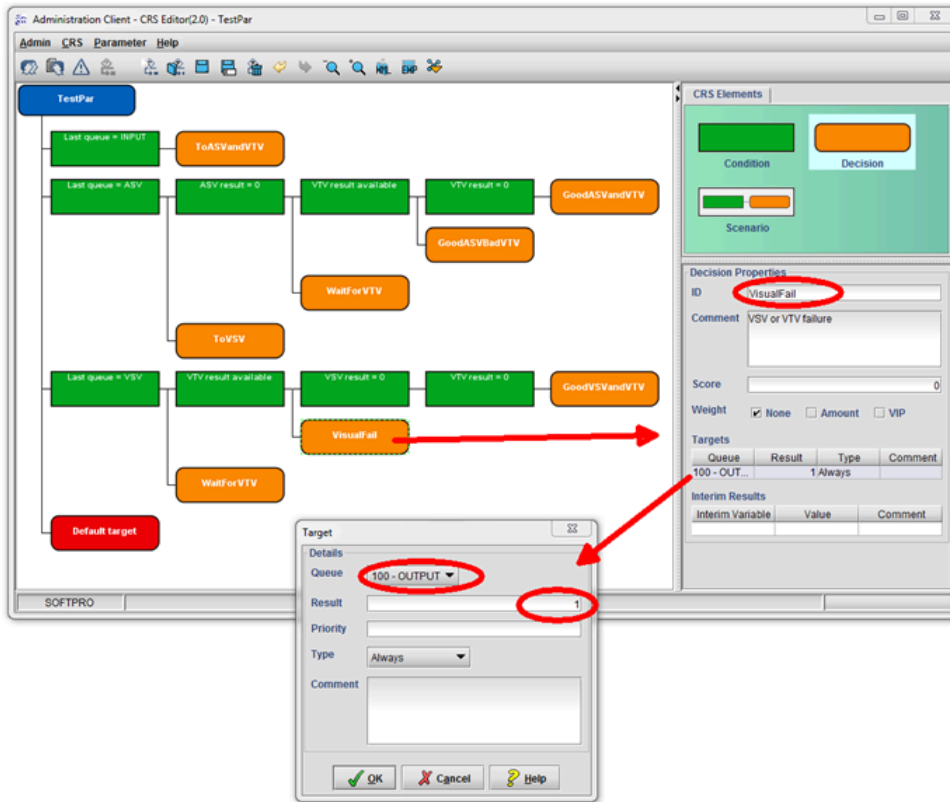 Administration Client - CRS Editor(2.0) - TestPar
Admin CRS Parameter Help
XML EMP
TestPar
Last queue = INPUT
ToASVandVTV
Last queue = ASV
ASV result = 0
VTV result available
VTV result = 0
GoodASVandVTV
GoodASVBadVTV
WaitForVTV
ToVSV
Last queue = VSV
VTV result available
VSV result = 0
VTV result = 0
GoodVSVandVTV
VisualFail
WaitForVTV
Default target
SOFTPRO
CRS Elements
Condition
Decision
Scenario
Decision Properties
ID VisualFail
Comment VSV or VTV failure
Score 0
Weight None Amount VIP
Targets
Queue Result Type Comment
100 - OUT... 1 Always
Interim Results
Interim Variable Value Comment
Target
Details
Queue 100 - OUTPUT
Result 1
Priority
Type Always
Comment
OK Cancel Help